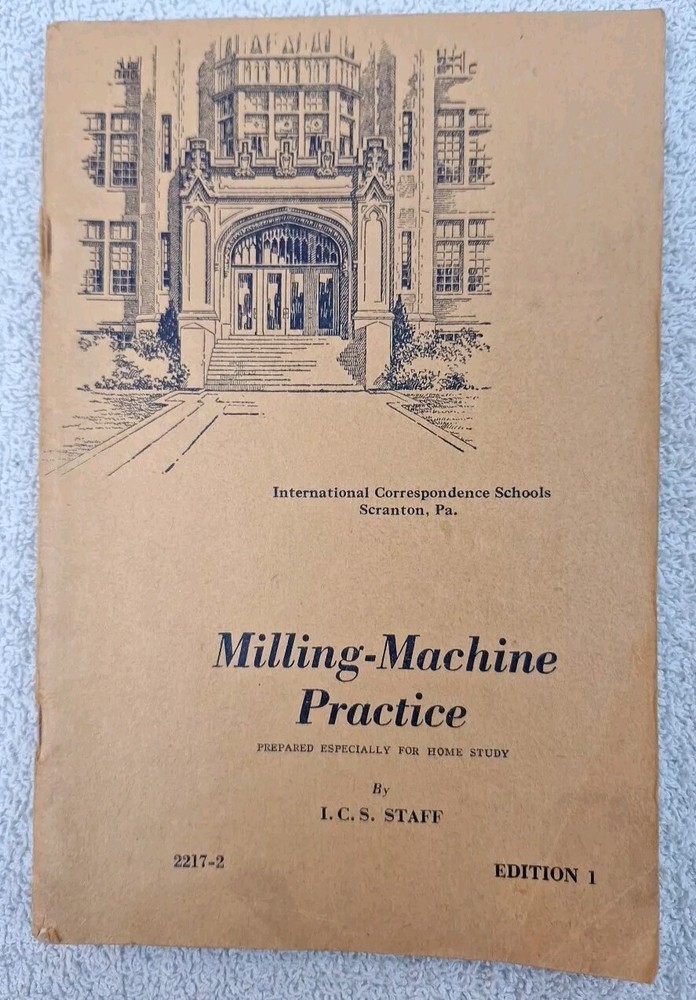 International Correspondence Schools
Scranton, Pa.
Milling-Machine
Practice
PREPARED ESPECIALLY FOR HOME STUDY
By
I. C. S. STAFF
2217-2
EDITION 1